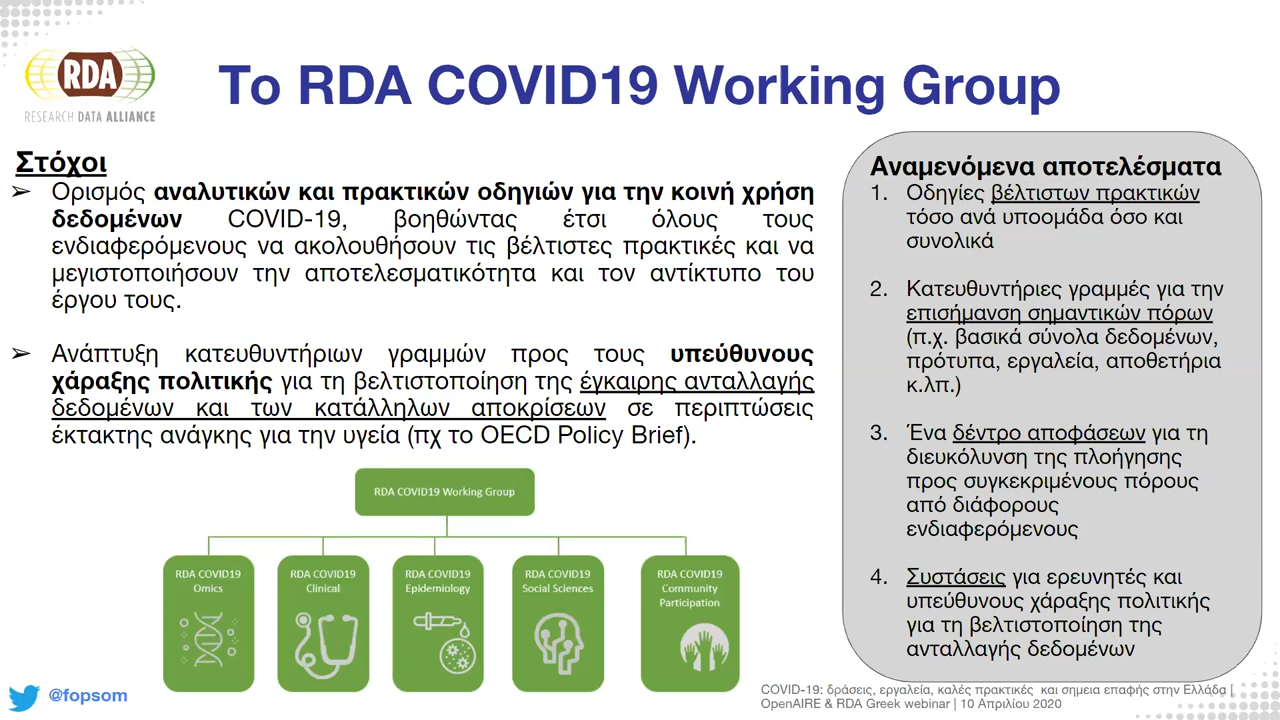 RDA
RESEARCH DATA ALLIANCE
Το RDA COVID19 Working Group
Στόχοι
➢ Ορισμός αναλυτικών και πρακτικών οδηγιών για την κοινή χρήση
δεδομένων COVID-19, βοηθώντας έτσι όλους τους
ενδιαφερόμενους να ακολουθήσουν τις βέλτιστες πρακτικές και να
μεγιστοποιήσουν την αποτελεσματικότητα και τον αντίκτυπο του
έργου τους.
➢ Ανάπτυξη κατευθυντήριων γραμμών προς τους υπεύθυνους
χάραξης πολιτικής για τη βελτιστοποίηση της έγκαιρης ανταλλαγής
δεδομένων και των κατάλληλων αποκρίσεων σε περιπτώσεις
έκτακτης ανάγκης για την υγεία (πχ το OECD Policy Brief).
RDA COVID19 Working Group
RDA COVID19
Omics
RDA COVID19
Clinical
RDA COVID19
Epidemiology
RDA COVID19
Social Sciences
RDA COVID19
Community
Participation
Αναμενόμενα αποτελέσματα
1. Οδηγίες βέλτιστων πρακτικών
τόσο ανά υποομάδα όσο και
συνολικά
2. Κατευθυντήριες γραμμές για την
επισήμανση σημαντικών πόρων
(π.χ. βασικά σύνολα δεδομένων,
πρότυπα, εργαλεία, αποθετήρια
κ.λπ.)
3. Ένα δέντρο αποφάσεων για τη
διευκόλυνση της πλοήγησης
προς συγκεκριμένους πόρους
από διάφορους
ενδιαφερόμενους
4. Συστάσεις για ερευνητές και
υπεύθυνους χάραξης πολιτικής
για τη βελτιστοποίηση της
ανταλλαγής δεδομένων
@fopsom
COVID-19: δράσεις, εργαλεία, καλές πρακτικές και σημεια επαφής στην Ελλάδα |
OpenAIRE & RDA Greek webinar | 10 Απριλίου 2020